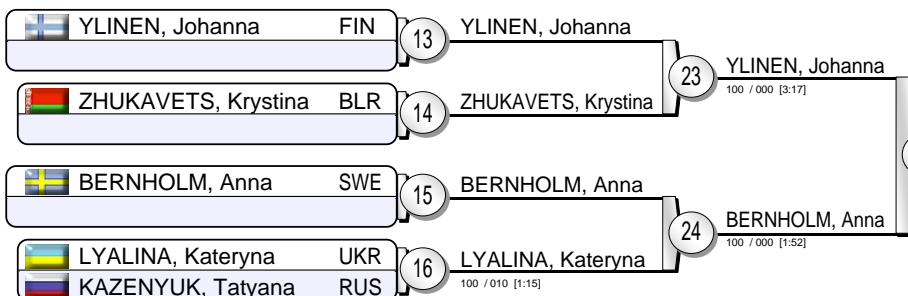 YLINEN, Johanna FIN
13
YLINEN, Johanna
23
YLINEN, Johanna
100 / 000 [3:17]
ZHUKAVETS, Krystina BLR
14
ZHUKAVETS, Krystina
BERNHOLM, Anna SWE
15
BERNHOLM, Anna
24
BERNHOLM, Anna
100 / 000 [1:52]
LYALINA, Kateryna UKR
KAZENYUK, Tatyana RUS
16
LYALINA, Kateryna
100 / 010 [1:15]